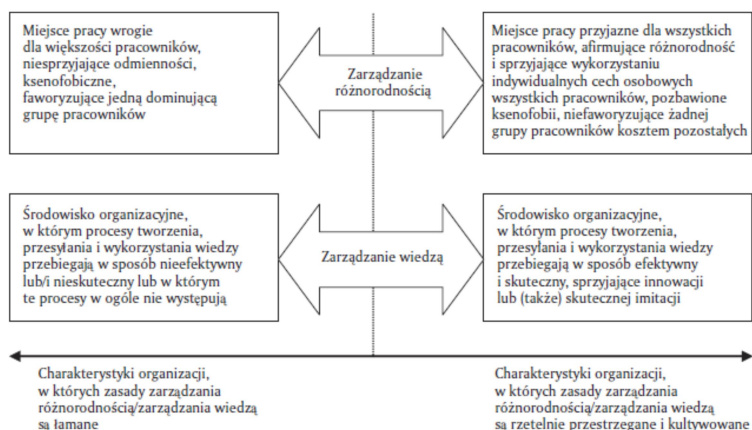 Miejsce pracy wrogie
dla większości pracowników,
niesprzyjające odmienności,
ksenofobiczne,
faworyzujące jedną dominującą
grupę pracowników
Zarządzanie
różnorodnością
Miejsce pracy przyjazne dla wszystkich
pracowników, afirmujące różnorodność
i sprzyjające wykorzystaniu
indywidualnych cech osobowych
wszystkich pracowników, pozbawione
ksenofobii, niefaworyzujące żadnej
grupy pracowników kosztem pozostałych
Środowisko organizacyjne,
w którym procesy tworzenia,
przesyłania i wykorzystania wiedzy
przebiegają w sposób nieefektywny
lub/i nieskuteczny lub w którym
te procesy w ogóle nie występują
Zarządzanie wiedzą
Środowisko organizacyjne,
w którym procesy tworzenia,
przesyłania i wykorzystania wiedzy
przebiegają w sposób efektywny
i skuteczny, sprzyjające innowacji
lub (także) skutecznej imitacji
Charakterystyki organizacji,
w których zasady zarządzania
różnorodnością/zarządzania wiedzą
są łamane
Charakterystyki organizacji,
w których zasady zarządzania
różnorodnością/zarządzania wiedzą
są rzetelnie przestrzegane i kultywowane